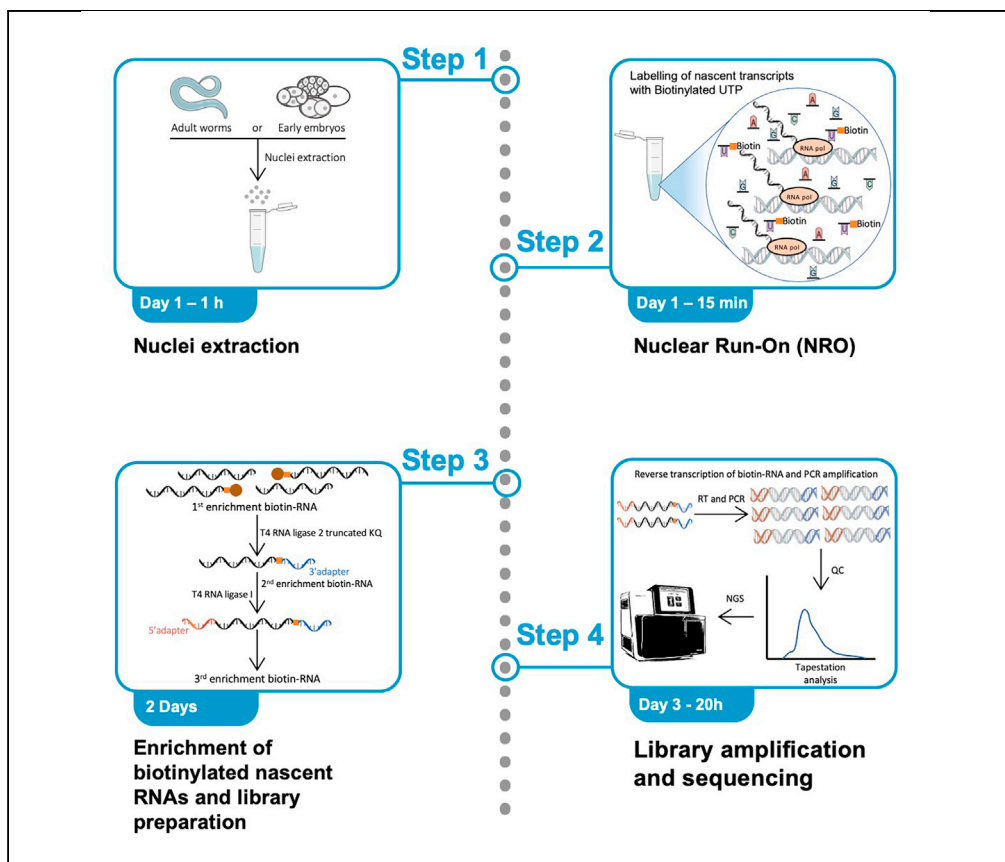 Step 1
Adult worms or Early embryos
Nuclei extraction
Day 1 – 1 h
Nuclei extraction
Step 2
Labelling of nascent transcripts
with Biotinylated UTP
A
G
C
U Biotin
RNA pol
U Biotin
A
G
C
G
RNA pol
U Biotin
C
A
U Biotin
RNA pol
G
Day 1 – 15 min
Nuclear Run-On (NRO)
Step 3
1st enrichment biotin-RNA
T4 RNA ligase 2 truncated KQ
3'adapter
2nd enrichment biotin-RNA
T4 RNA ligase I
5'adapter
3rd enrichment biotin-RNA
2 Days
Enrichment of
biotinylated nascent
RNAs and library
preparation
Step 4
Reverse transcription of biotin-RNA and PCR amplification
RT and PCR
QC
NGS
Tapestation
analysis
Day 3 - 20h
Library amplification
and sequencing